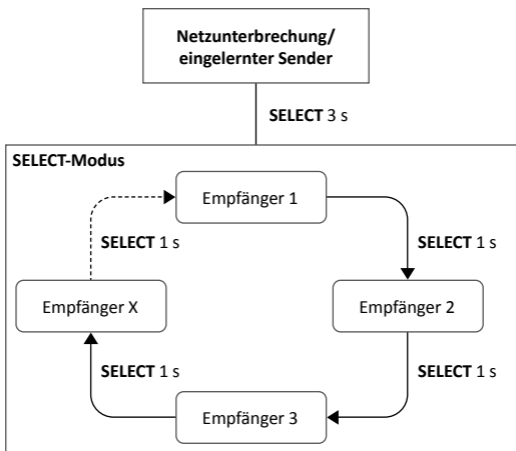 Netzunterbrechung/
eingelernter Sender
SELECT 3 s
SELECT-Modus
Empfänger 1
SELECT 1 s
SELECT 1 s
Empfänger X
Empfänger 2
SELECT 1 s
SELECT 1 s
Empfänger 3